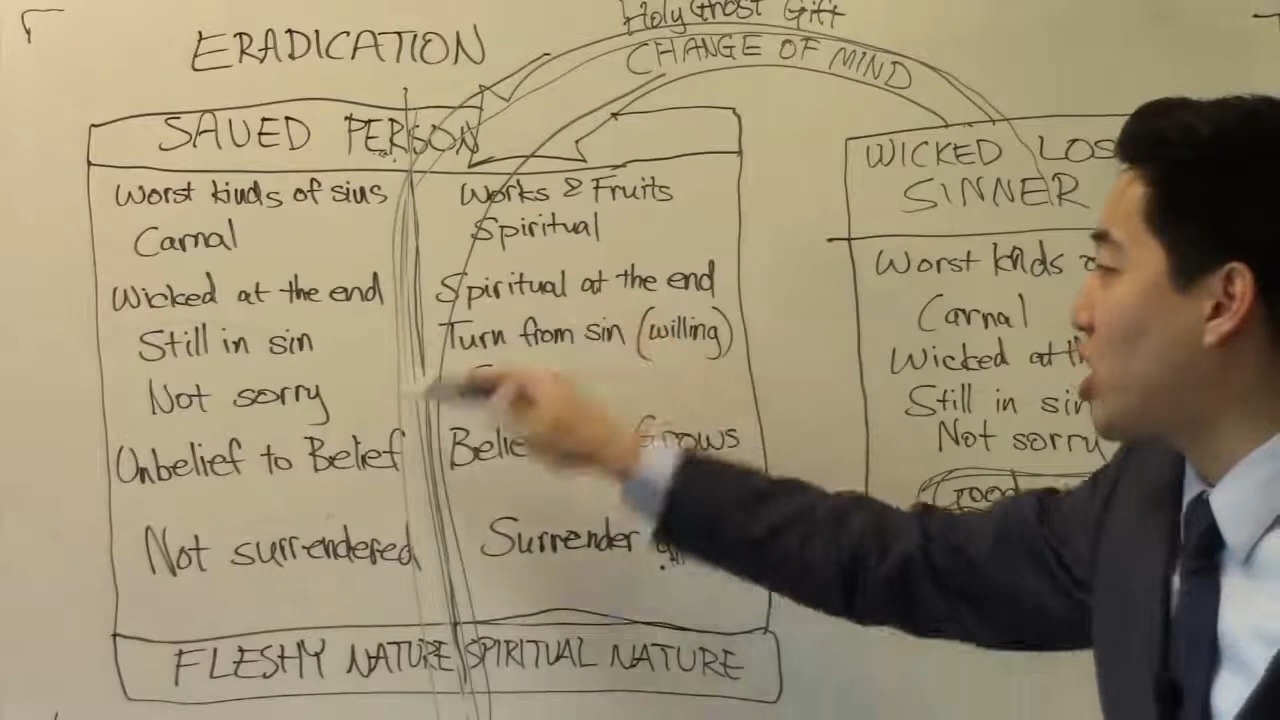 Holy Ghost Gift
CHANGE OF MIND
ERADICATION
SAVED PERSON
Worst kinds of sins
Carnal
Wicked at the end
Still in sin
Not sorry
Unbelief to Belief
Not surrendered
FLESHY NATURE
Works & Fruits
Spiritual
Spiritual at the end
Turn from sin (willing)
Grows
Surrender
SPIRITUAL NATURE
WICKED
SINNER
Worst kinds
Carnal
Wicked at
Still in sin
Not sorry
Good